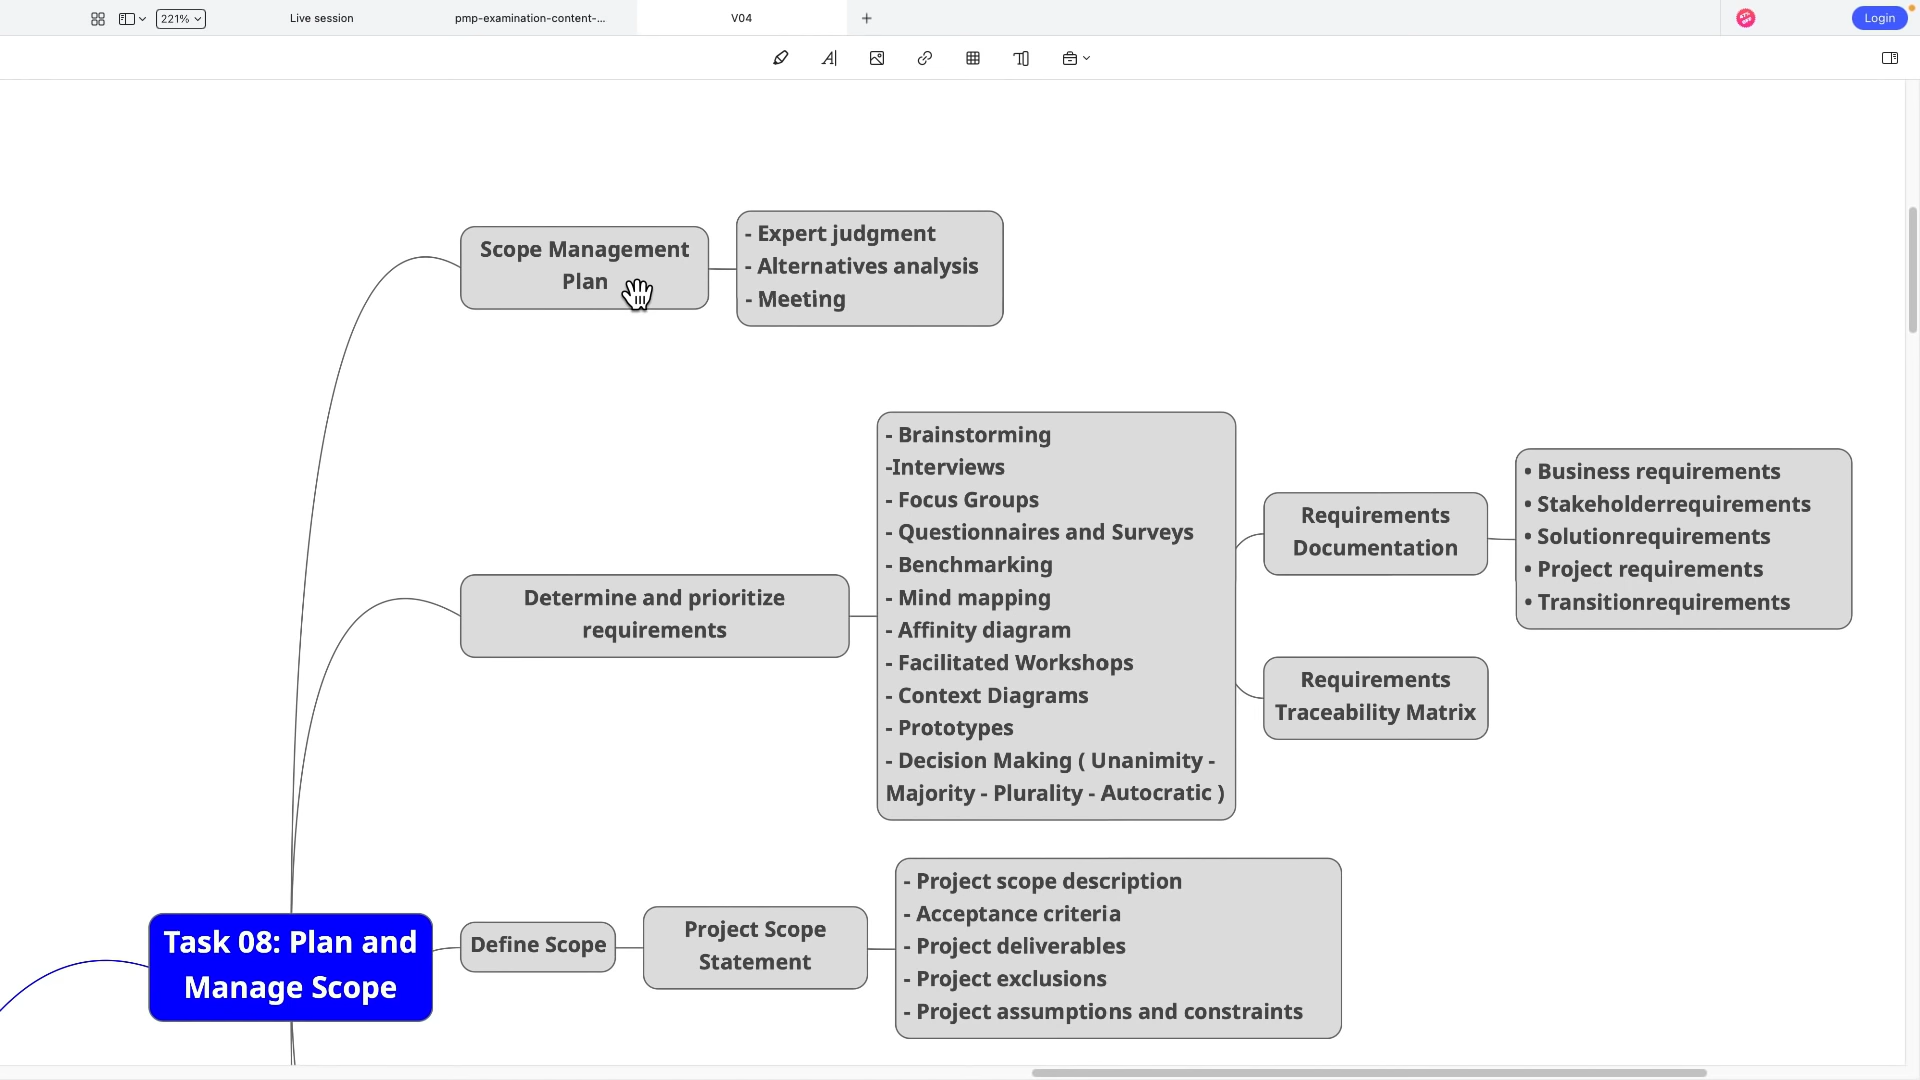 221%
Live session
pmp-examination-content-...
V04
Login
Scope Management
Plan
- Expert judgment
- Alternatives analysis
- Meeting
Determine and prioritize
requirements
- Brainstorming
-Interviews
- Focus Groups
- Questionnaires and Surveys
- Benchmarking
- Mind mapping
- Affinity diagram
- Facilitated Workshops
- Context Diagrams
- Prototypes
- Decision Making ( Unanimity -
Majority - Plurality - Autocratic )
Requirements
Documentation
• Business requirements
• Stakeholderrequirements
• Solutionrequirements
• Project requirements
• Transitionrequirements
Requirements
Traceability Matrix
Task 08: Plan and
Manage Scope
Define Scope
Project Scope
Statement
- Project scope description
- Acceptance criteria
- Project deliverables
- Project exclusions
- Project assumptions and constraints